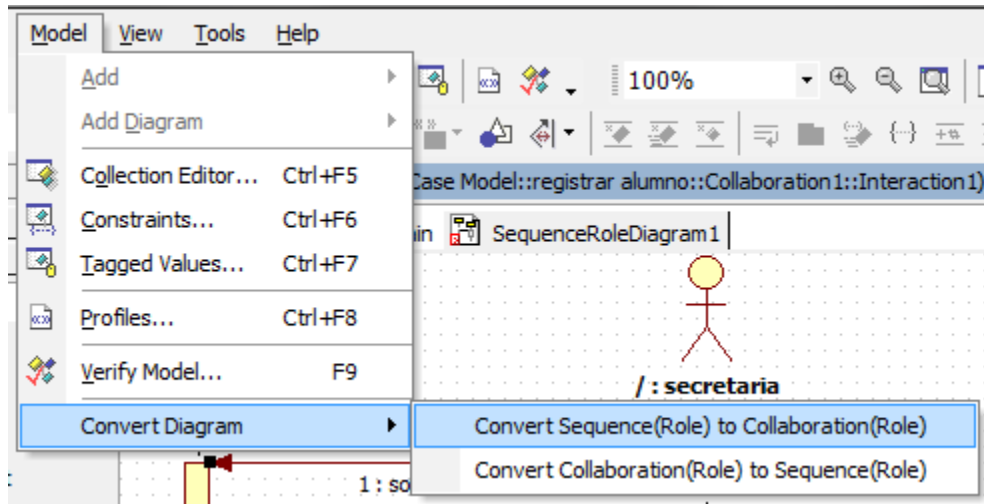 Model View Tools Help
Add
100%
Add Diagram
Collection Editor... Ctrl+F5
Case Model::registrar alumno::Collaboration1::Interaction1)
Constraints... Ctrl+F6
in SequenceRoleDiagram1
Tagged Values... Ctrl+F7
Profiles... Ctrl+F8
Verify Model... F9
/ : secretaria
Convert Diagram
Convert Sequence(Role) to Collaboration(Role)
Convert Collaboration(Role) to Sequence(Role)
1 : so